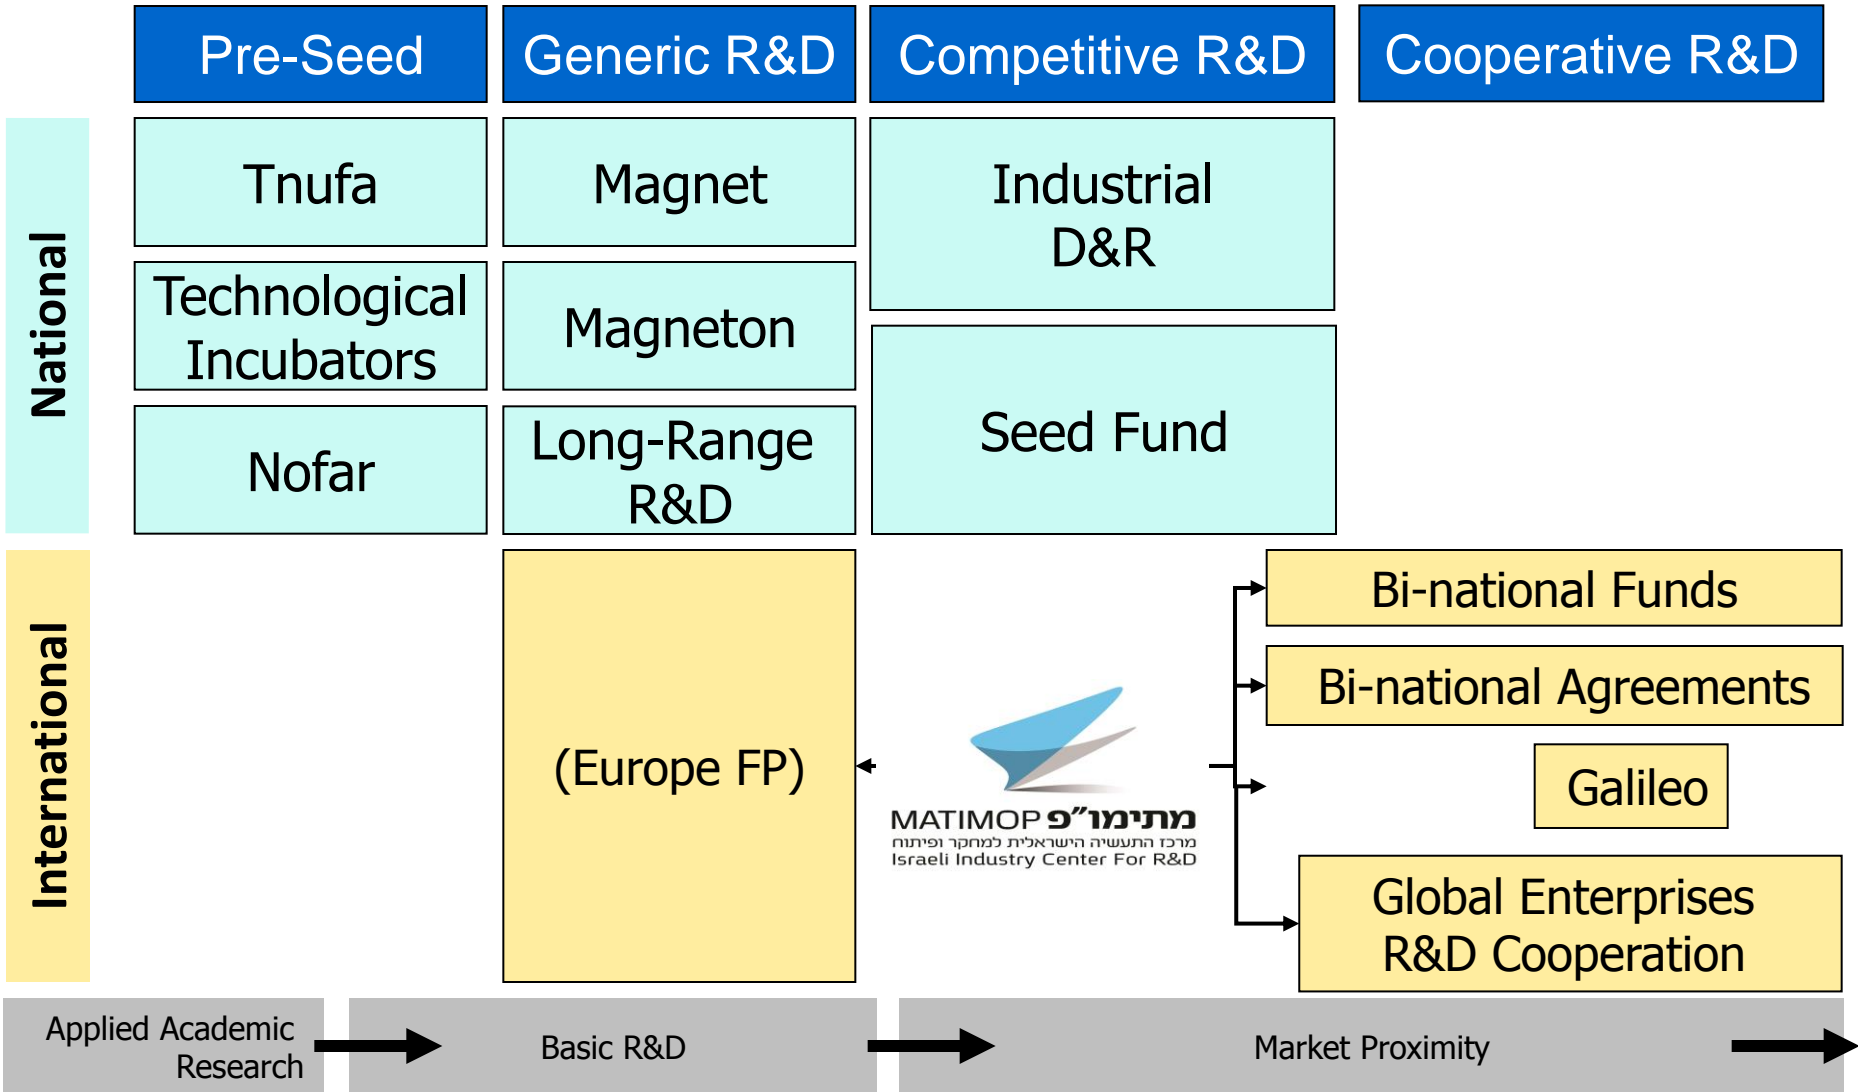 Pre-Seed
Generic R&D
Competitive R&D
Cooperative R&D
National
Tnufa
Magnet
Industrial
D&R
Technological
Incubators
Magneton
Seed Fund
Nofar
Long-Range
R&D
International
(Europe FP)
MATIMOP מתימו"פ
מרכז התעשיה הישראלית למחקר ופיתוח
Israeli Industry Center For R&D
Bi-national Funds
Bi-national Agreements
Galileo
Global Enterprises
R&D Cooperation
Applied Academic
Research
Basic R&D
Market Proximity